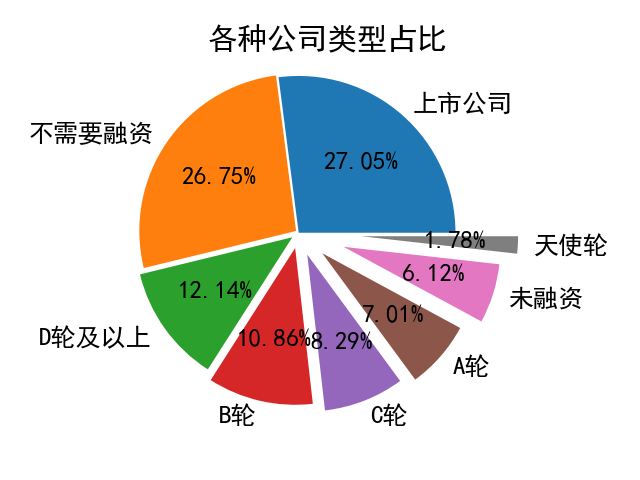 各种公司类型占比
上市公司
27.05%
不需要融资
26.75%
D轮及以上
12.14%
B轮
10.86%
C轮
8.29%
A轮
7.01%
未融资
6.12%
天使轮
1.78%